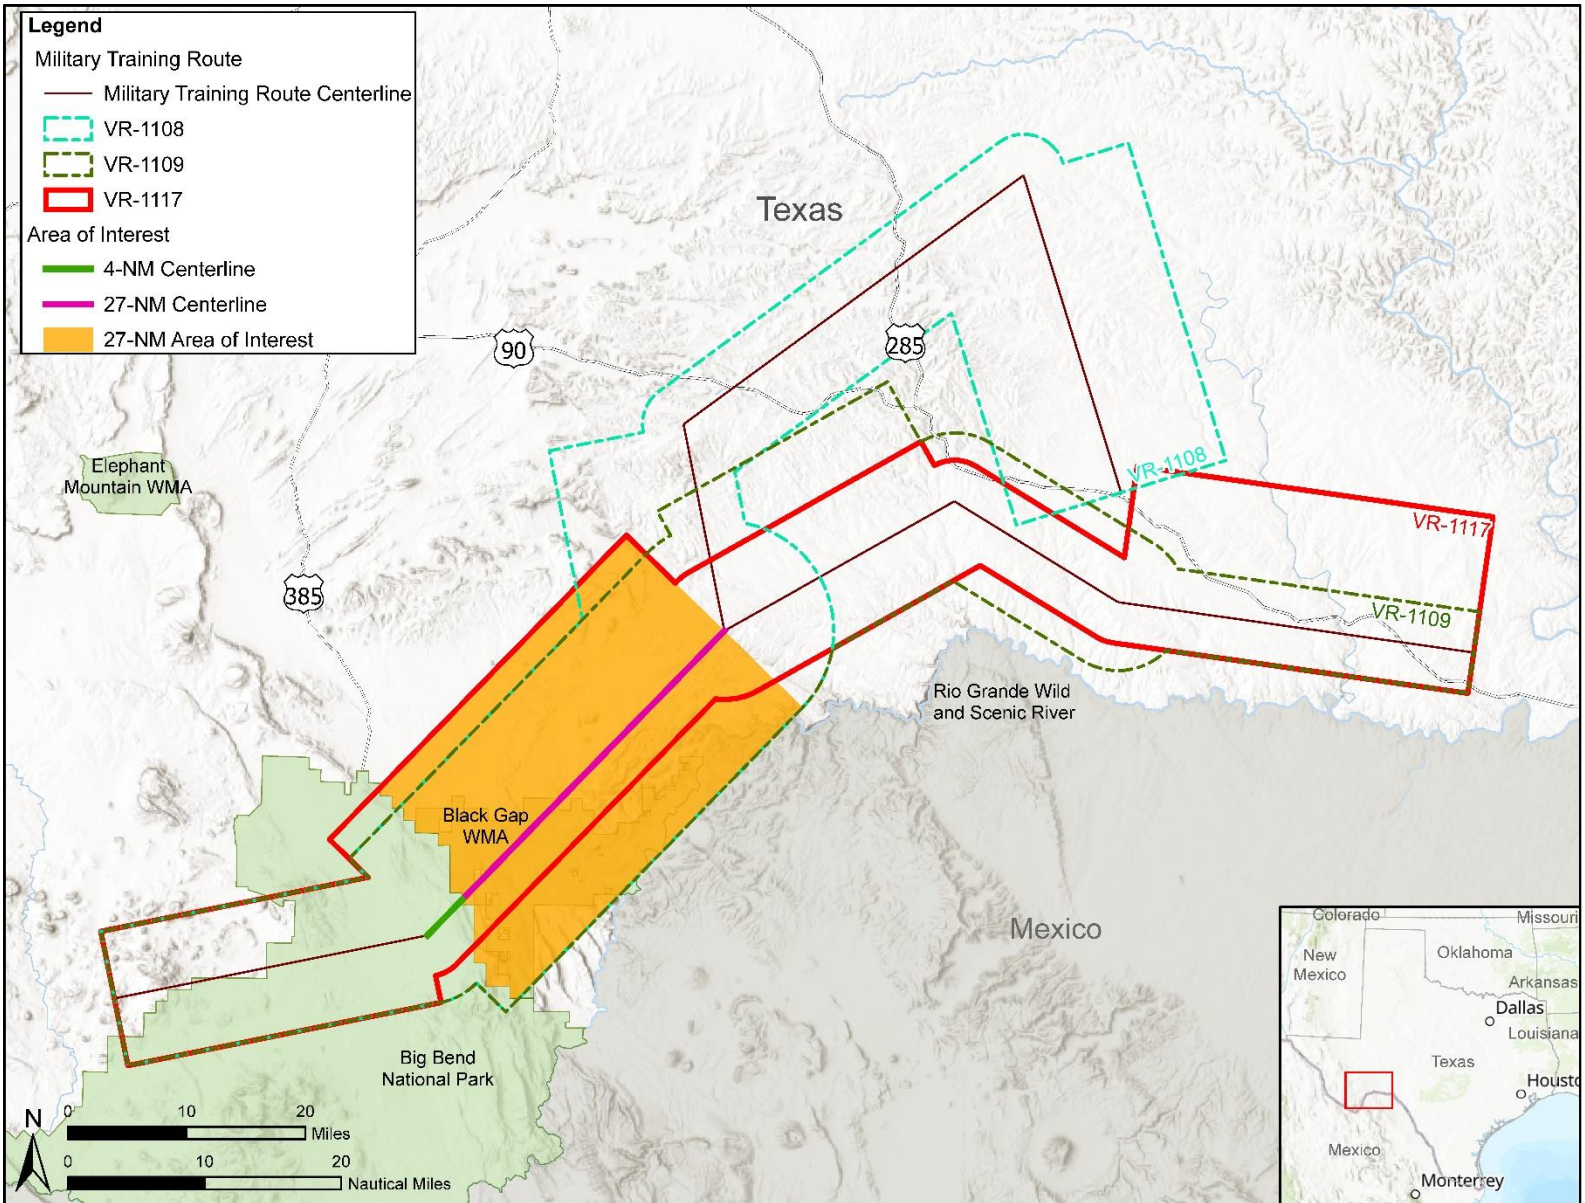 Legend
Military Training Route
Military Training Route Centerline
VR-1108
VR-1109
VR-1117
Area of Interest
4-NM Centerline
27-NM Centerline
27-NM Area of Interest
Texas
90
285
Elephant
Mountain WMA
VR-1108
VR-1117
385
VR-1109
Rio Grande Wild
and Scenic River
Black Gap
WMA
Mexico
Big Bend
National Park
N
0 10 20
Miles
0 10 20
Nautical Miles
Colorado
Missouri
New
Mexico
Oklahoma
Arkansas
Dallas
Louisiana
Texas
Housto
Mexico
Monterrey